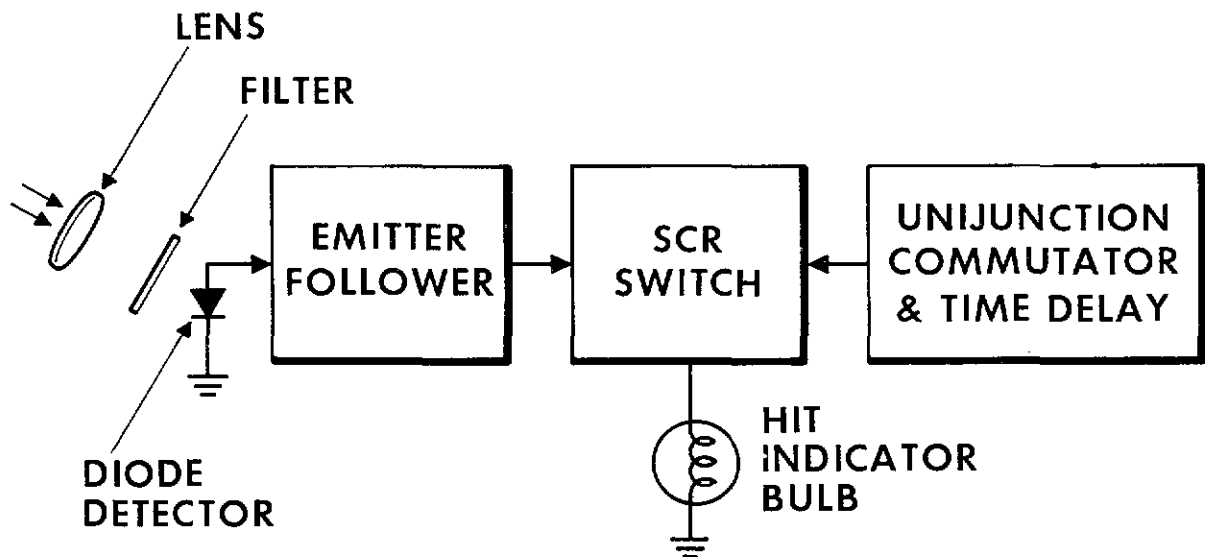 LENS
FILTER
EMITTER
FOLLOWER
SCR
SWITCH
UNIJUNCTION
COMMUTATOR
& TIME DELAY
DIODE
DETECTOR
HIT
INDICATOR
BULB